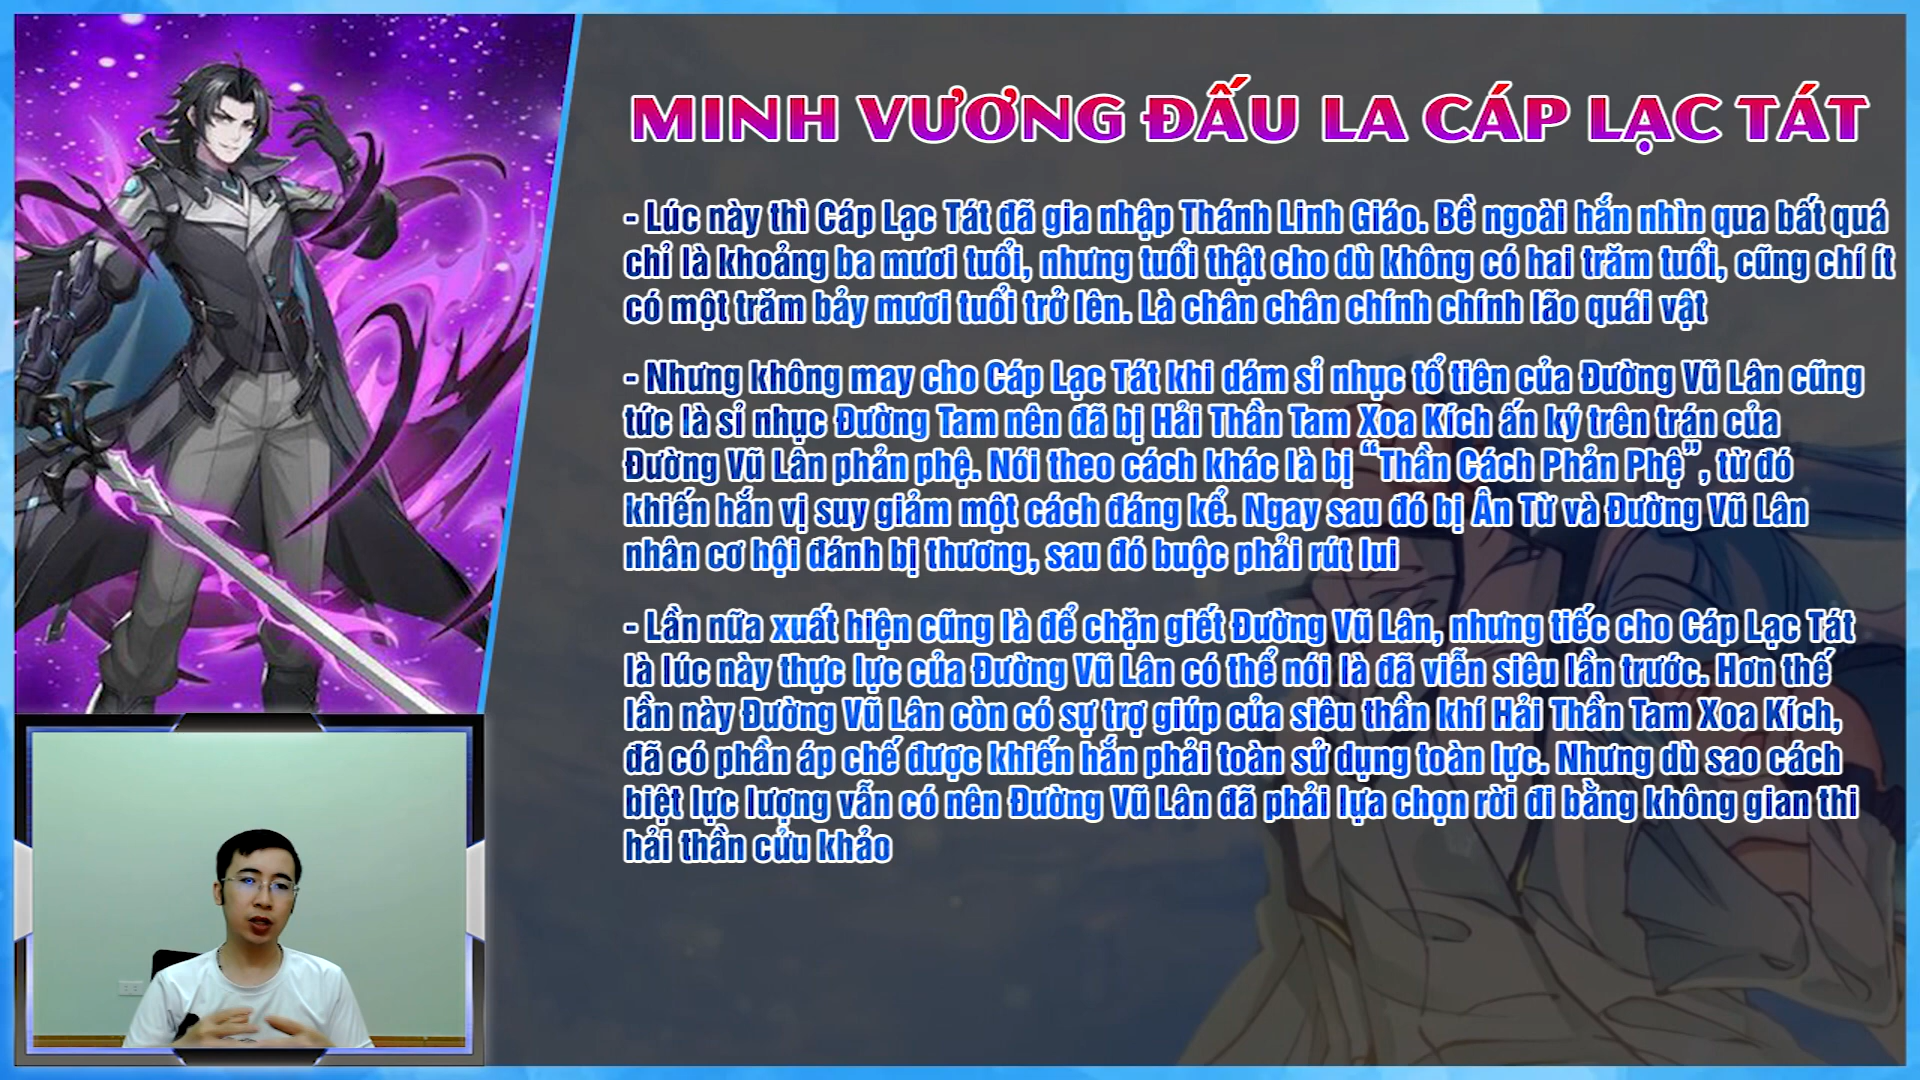 MINH VƯƠNG ĐẤU LA CÁP LẠC TÁT
- Lúc này thì Cáp Lạc Tát đã gia nhập Thánh Linh Giáo. Bề ngoài hắn nhìn qua bất quá
chỉ là khoảng ba mươi tuổi, nhưng tuổi thật cho dù không có hai trăm tuổi, cũng chí ít
có một trăm bảy mươi tuổi trở lên. Là chân chân chính chính lão quái vật
- Nhưng không may cho Cáp Lạc Tát khi dám sỉ nhục tổ tiên của Đường Vũ Lân cũng
tức là sỉ nhục Đường Tam nên đã bị Hải Thần Tam Xoa Kích ấn ký trên trán của
Đường Vũ Lân phản phệ. Nói theo cách khác là bị “Thần Cách Phản Phệ”, từ đó
khiến hắn vị suy giảm một cách đáng kể. Ngay sau đó bị Ân Từ và Đường Vũ Lân
nhân cơ hội đánh bị thương, sau đó buộc phải rút lui
- Lần nữa xuất hiện cũng là để chặn giết Đường Vũ Lân, nhưng tiếc cho Cáp Lạc Tát
là lúc này thực lực của Đường Vũ Lân có thể nói là đã viễn siêu lần trước. Hơn thế
lần này Đường Vũ Lân còn có sự trợ giúp của siêu thần khí Hải Thần Tam Xoa Kích,
đã có phần áp chế được khiến hắn phải toàn sử dụng toàn lực. Nhưng dù sao cách
biệt lực lượng vẫn có nên Đường Vũ Lân đã phải lựa chọn rời đi bằng không gian thi
hải thần cửu khảo